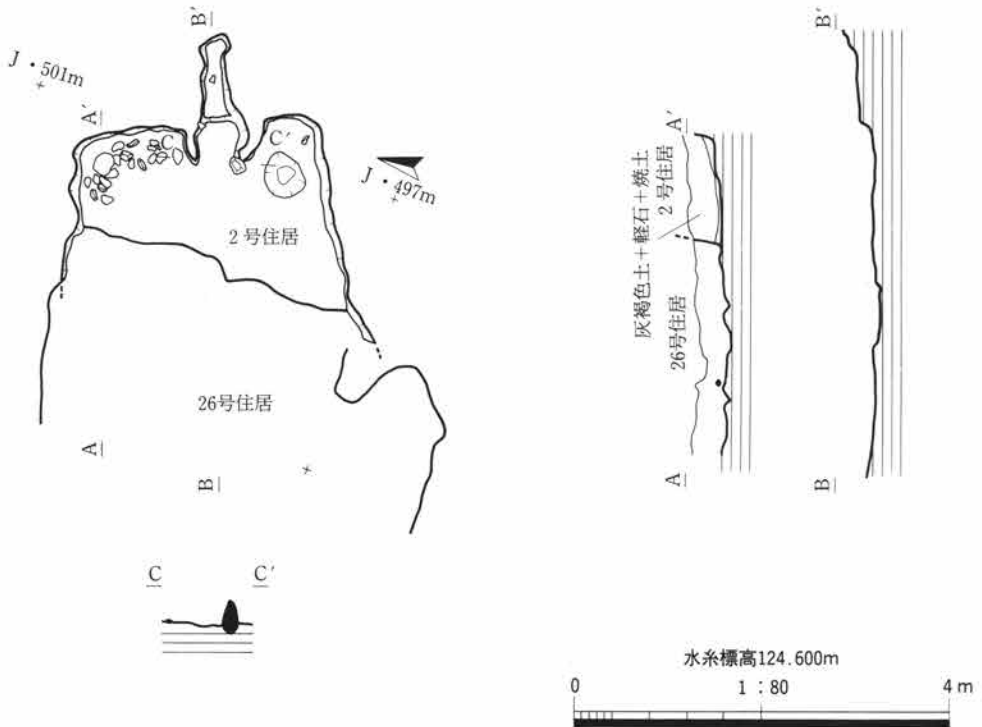 B'
J・501m
A'
C
C'
J・497m
2号住居
26号住居
A
B
C
C'
A'
2号住居
灰褐色土+軽石+焼土
26号住居
A
B'
B
水糸標高124.600m
0
1:80
4m